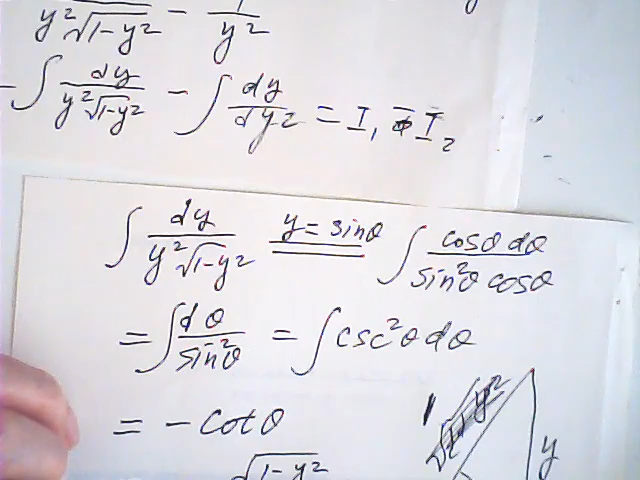 y²√1-y² - 1/y²
-∫ dy/y²√1-y² - ∫ dy/dy² = I₁ - I₂
∫ dy/y²√1-y² y = sinθ ∫ cosθ dθ/sin²θ cosθ
= ∫ dθ/sin²θ = ∫ csc²θ dθ
= - cotθ
1
y
√1-y²